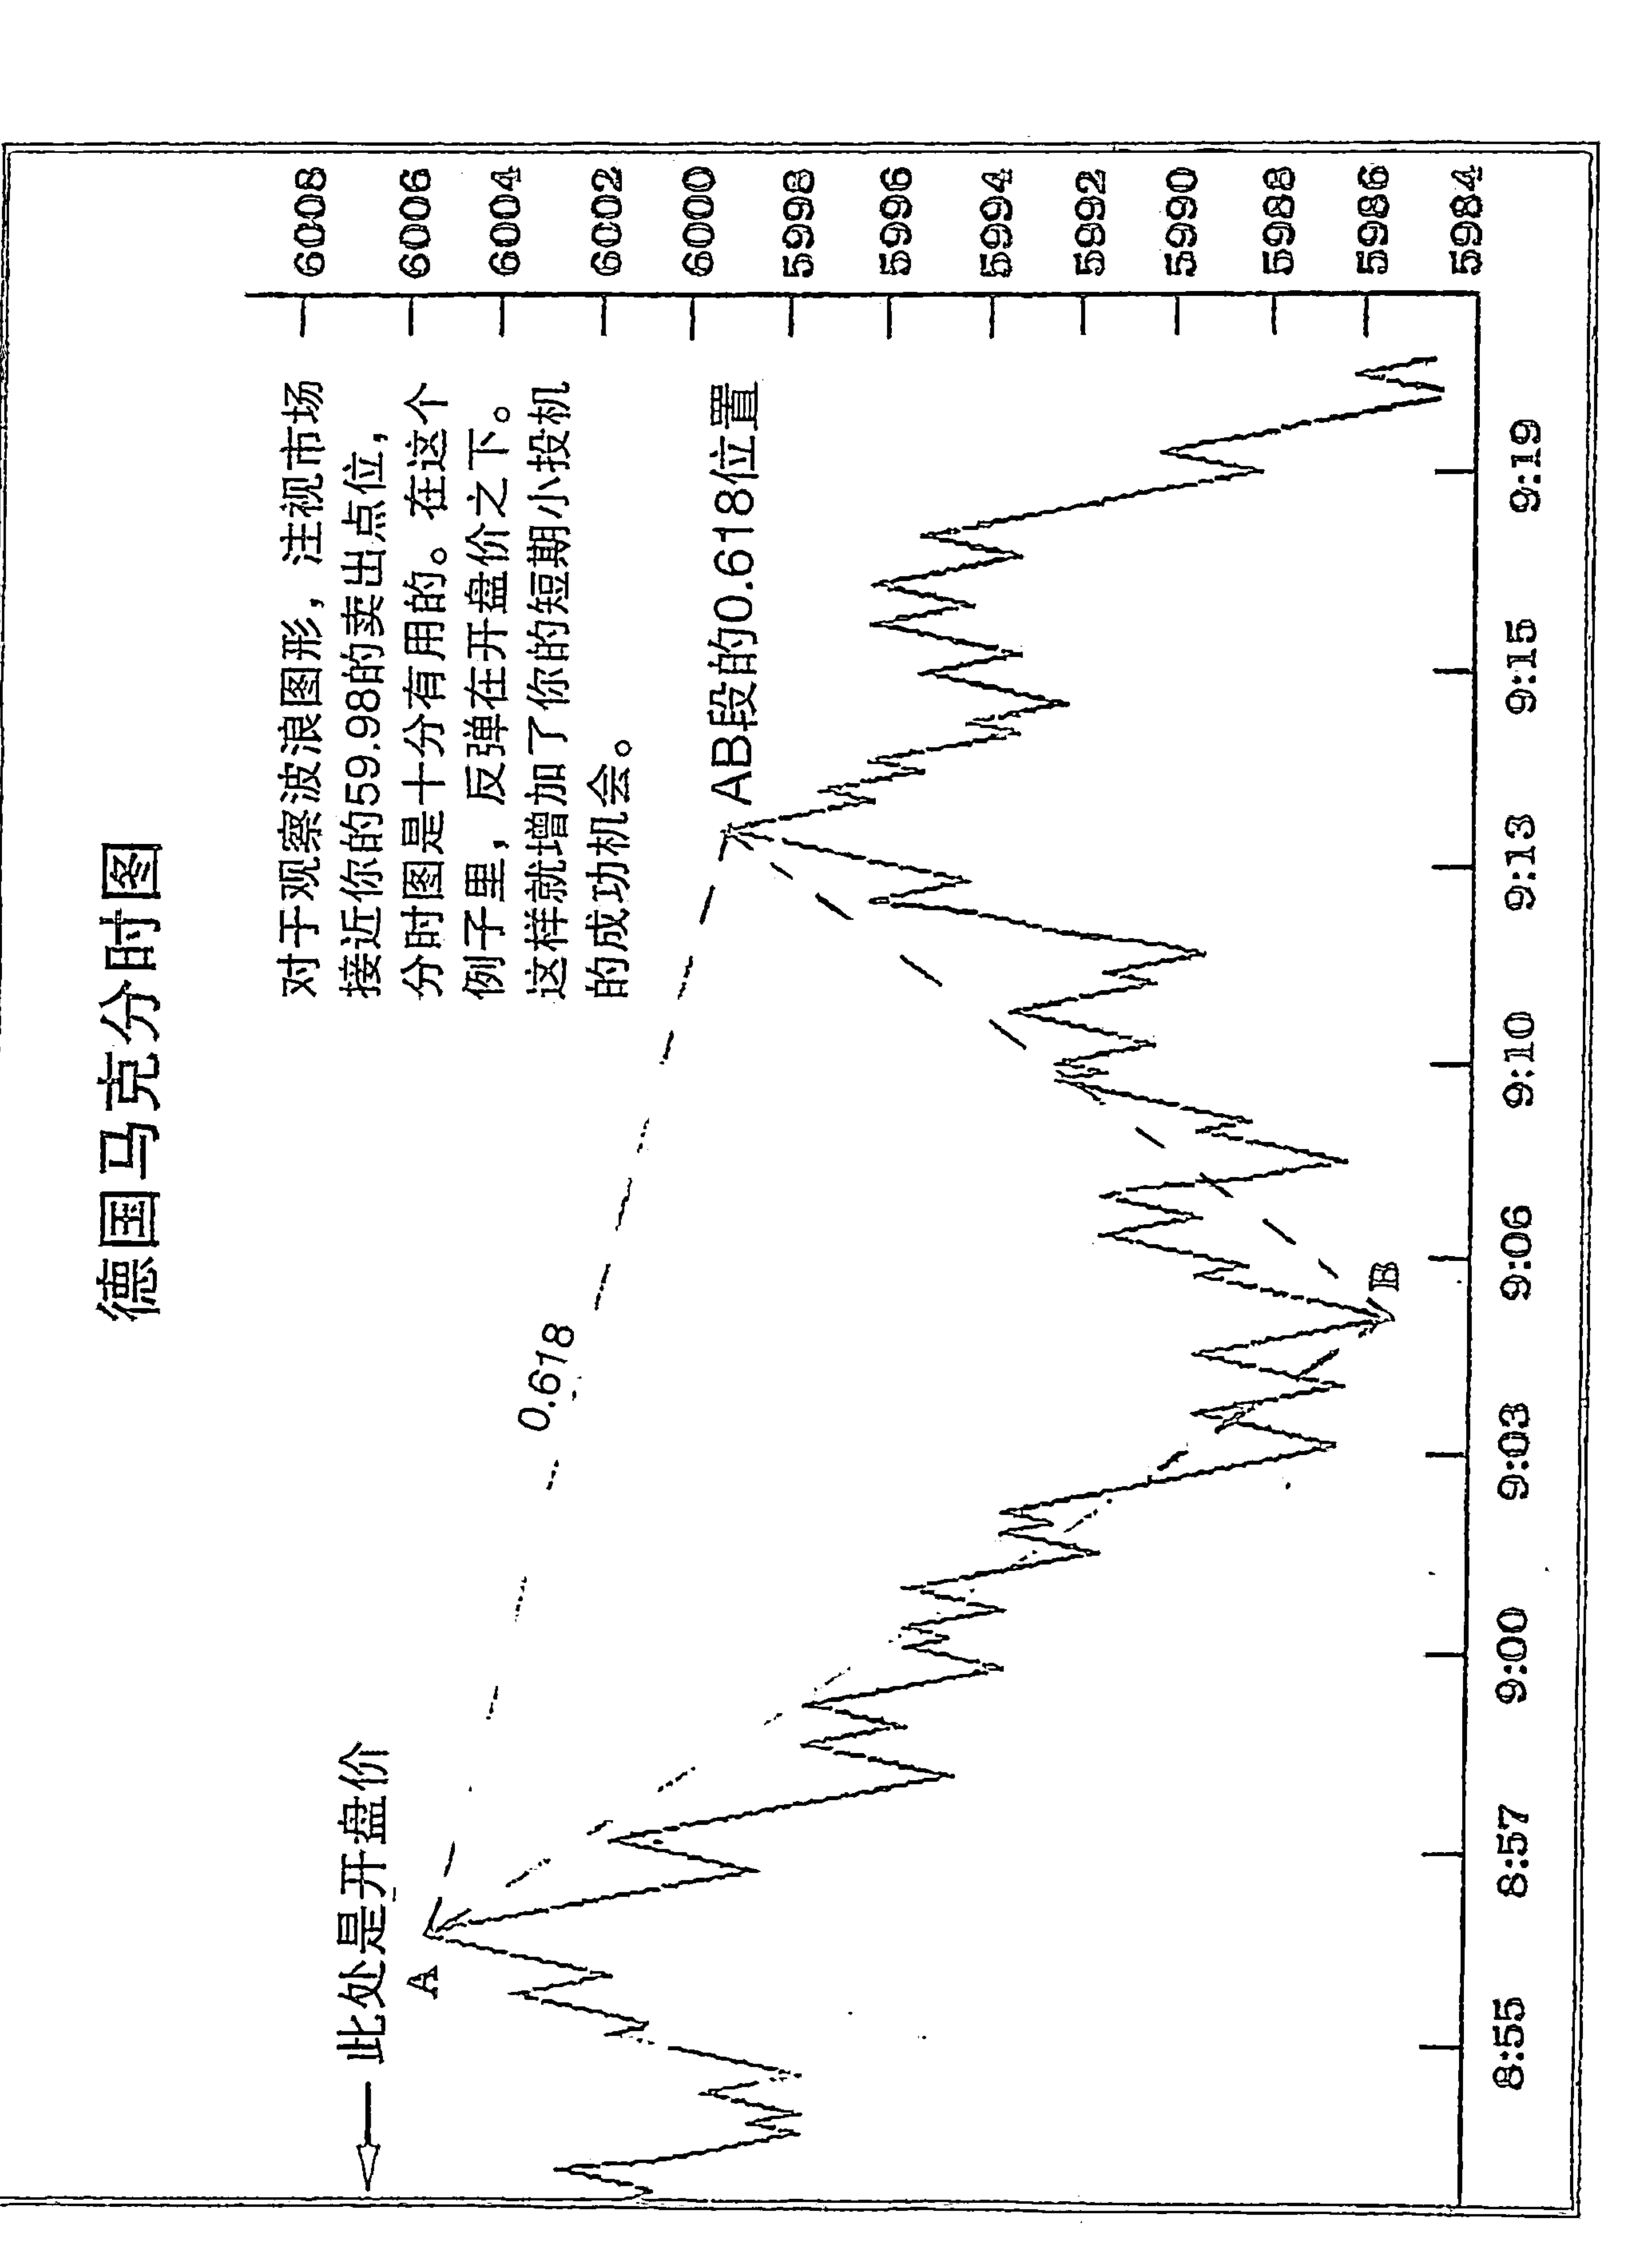 德国马克分时图
对于观察波浪图形，注视市场
接近你的59.98的卖出点位，
分时图是十分有用的。在这个
例子里，反弹在开盘价之下。
这样就增加了你的短期小投机
的成功机会。
此处是开盘价
A
0.618
AB段的0.618位置
B
6008
6006
6004
6002
6000
5998
5996
5994
5992
5990
5988
5986
5984
8:55
8:57
9:00
9:03
9:06
9:10
9:13
9:15
9:19